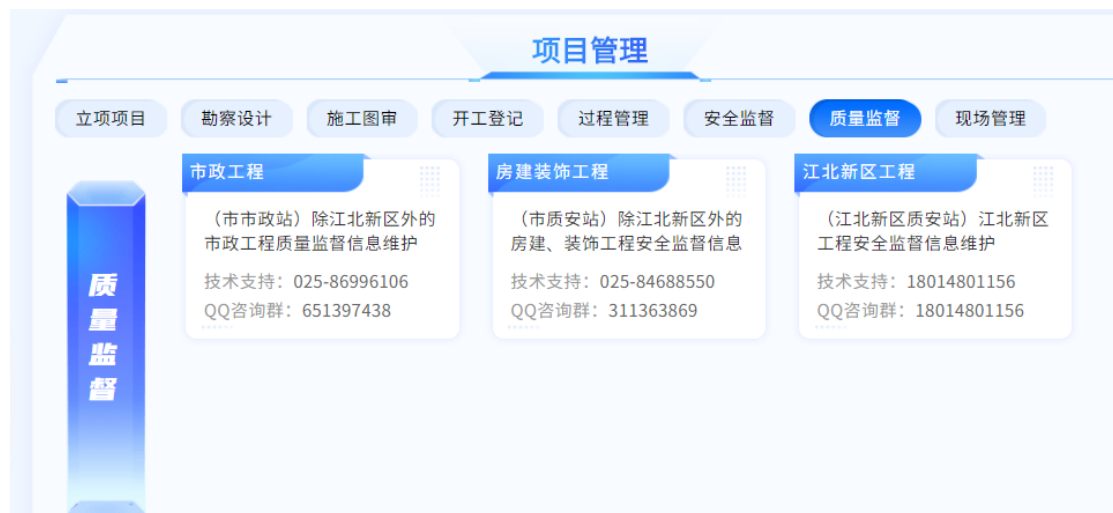 项目管理
立项项目
勘察设计
施工图审
开工登记
过程管理
安全监督
质量监督
现场管理
质量监督
市政工程
（市市政站）除江北新区外的
市政工程质量监督信息维护
技术支持：025-86996106
QQ咨询群：651397438
房建装饰工程
（市质安站）除江北新区外的
房建、装饰工程安全监督信息
技术支持：025-84688550
QQ咨询群：311363869
江北新区工程
（江北新区质安站）江北新区
工程安全监督信息维护
技术支持：18014801156
QQ咨询群：18014801156